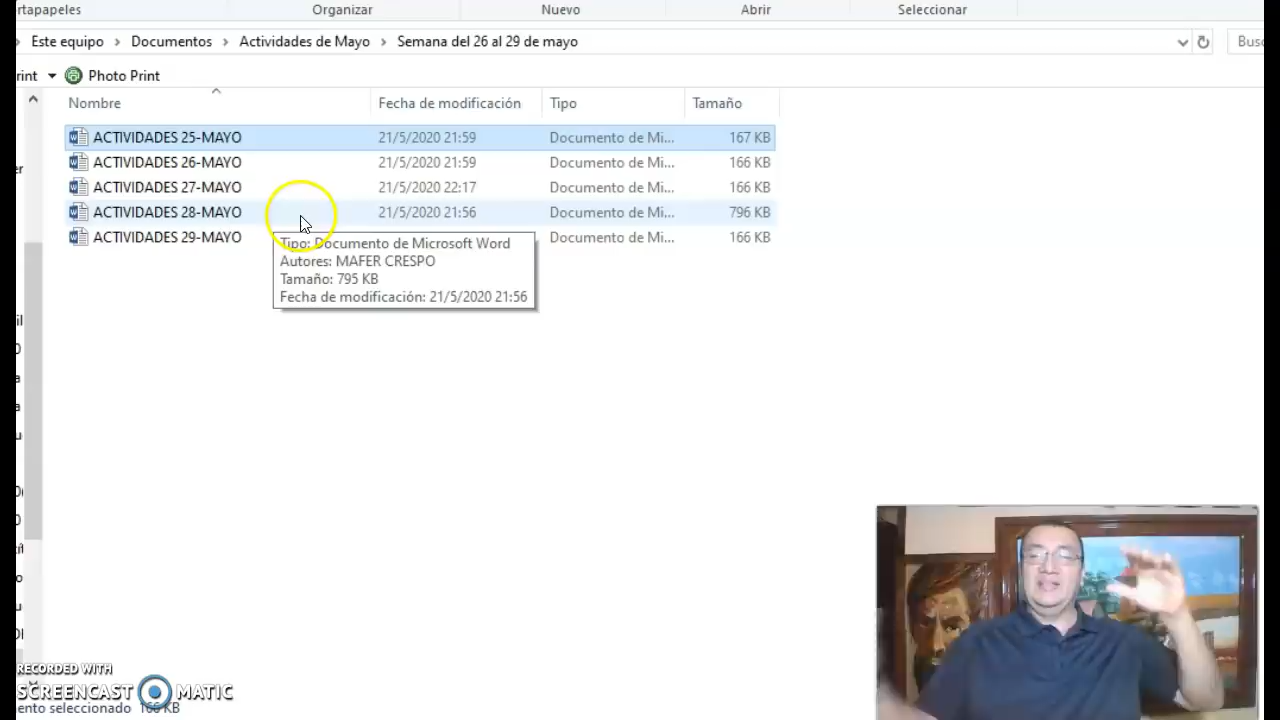 rtapapeles Organizar Nuevo Abrir Seleccionar
Este equipo > Documentos > Actividades de Mayo > Semana del 26 al 29 de mayo
rint Photo Print
Nombre Fecha de modificación Tipo Tamaño
ACTIVIDADES 25-MAYO 21/5/2020 21:59 Documento de Mi... 167 KB
ACTIVIDADES 26-MAYO 21/5/2020 21:59 Documento de Mi... 166 KB
ACTIVIDADES 27-MAYO 21/5/2020 22:17 Documento de Mi... 166 KB
ACTIVIDADES 28-MAYO 21/5/2020 21:56 Documento de Mi... 796 KB
ACTIVIDADES 29-MAYO Documento de Mi... 166 KB
Tipo: Documento de Microsoft Word
Autores: MAFER CRESPO
Tamaño: 795 KB
Fecha de modificación: 21/5/2020 21:56
RECORDED WITH
SCREENCAST MATIC
ento seleccionado 166 KB